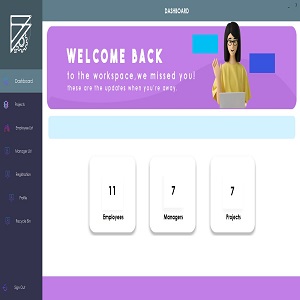 DASHBOARD
WELCOME BACK
to the workspace,we missed you!
these are the updates when you're away.
Dashboard
Projects
Employee List
Manager List
Registration
Profile
Recycle Bin
Sign Out
11
Employees
7
Managers
7
Projects